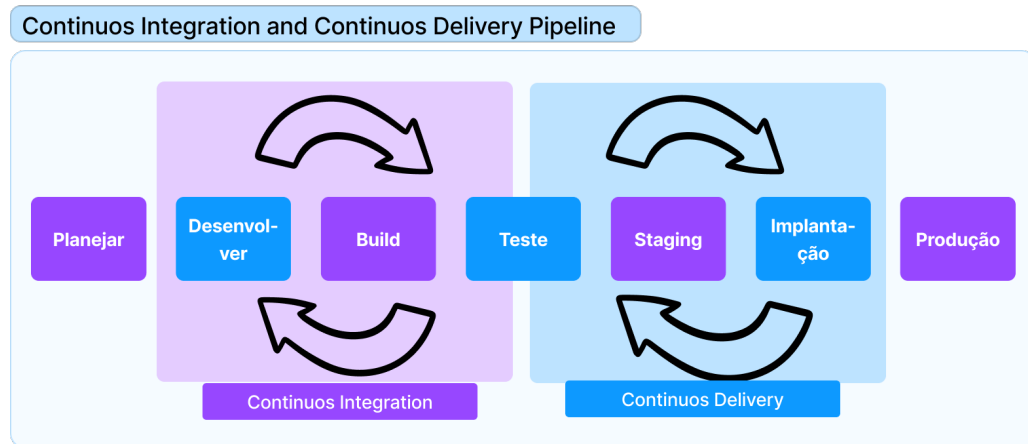 Continuos Integration and Continuos Delivery Pipeline
Planejar
Desenvol-
ver
Build
Teste
Staging
Implanta-
ção
Produção
Continuos Integration
Continuos Delivery